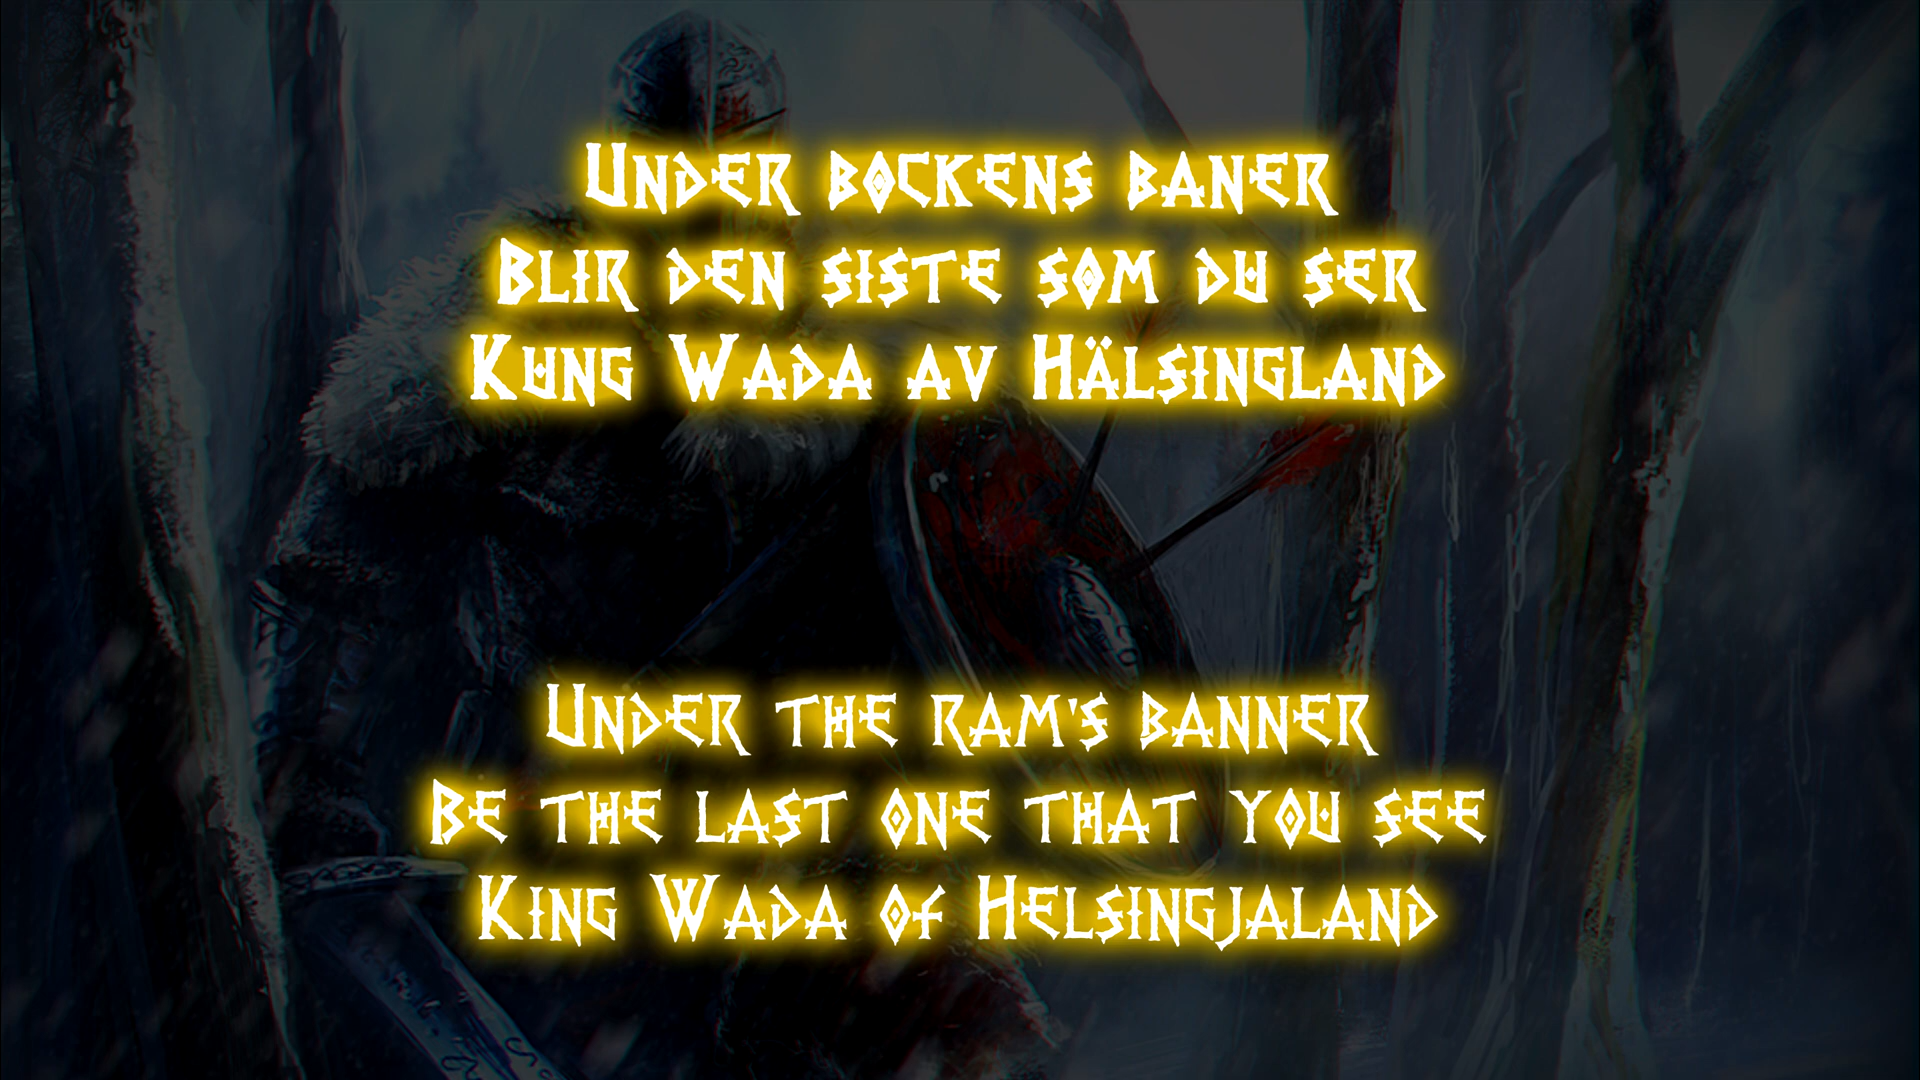 Under bockens baner
Blir den siste som du ser
Kung Wada av Hälsingland
Under the ram's banner
Be the last one that you see
King Wada of Helsingjaland